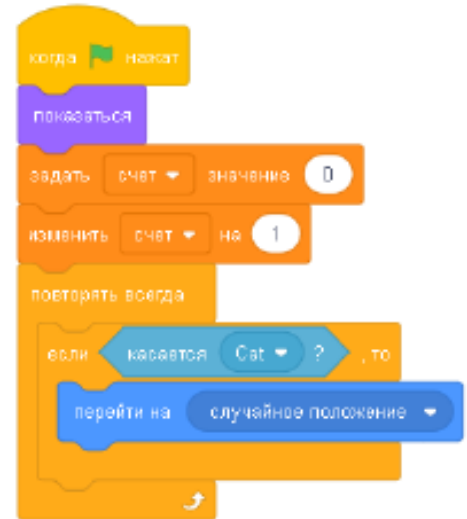 когда нажат
показаться
задать счет значение 0
изменить счет на 1
повторять всегда
если касается Cat ? , то
перейти на случайное положение